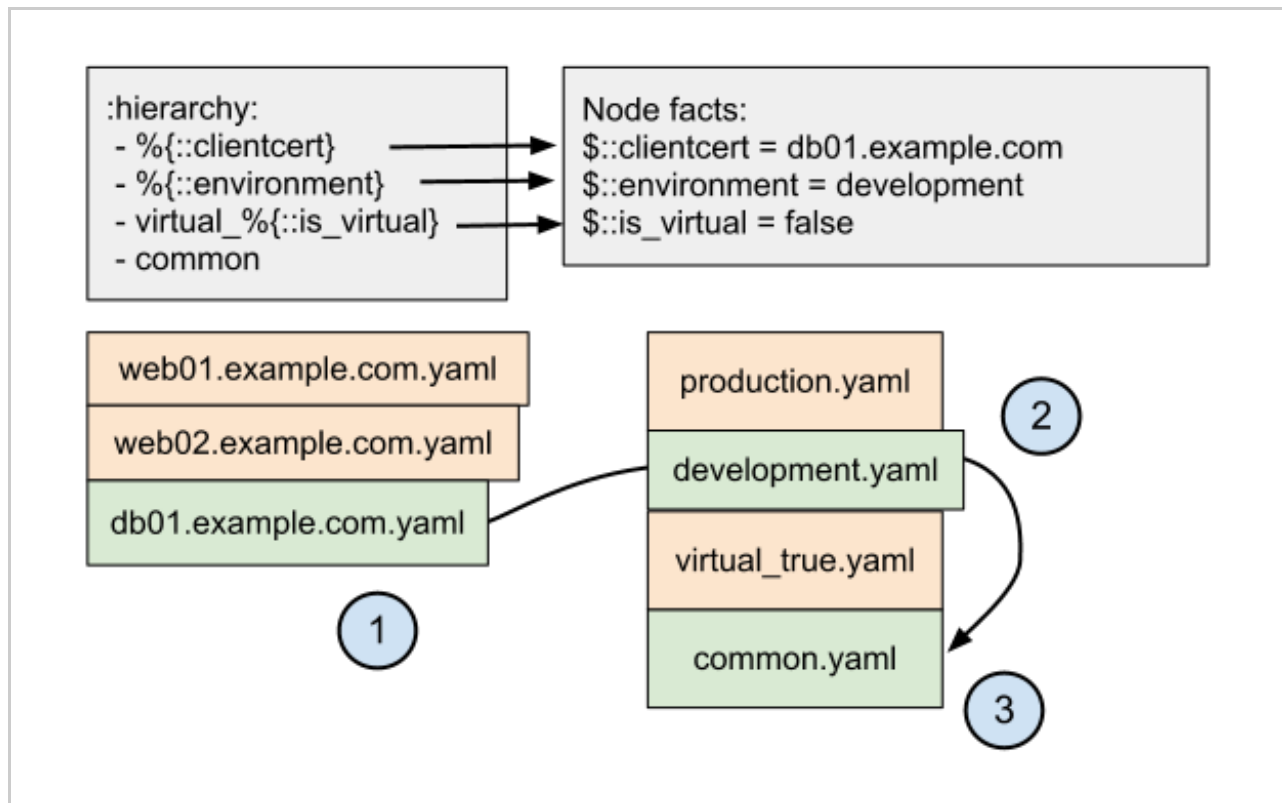 :hierarchy:
- %{::clientcert}
- %{::environment}
- virtual_%{::is_virtual}
- common
Node facts:
$::clientcert = db01.example.com
$::environment = development
$::is_virtual = false
web01.example.com.yaml
web02.example.com.yaml
db01.example.com.yaml
1
production.yaml
development.yaml
virtual_true.yaml
common.yaml
2
3